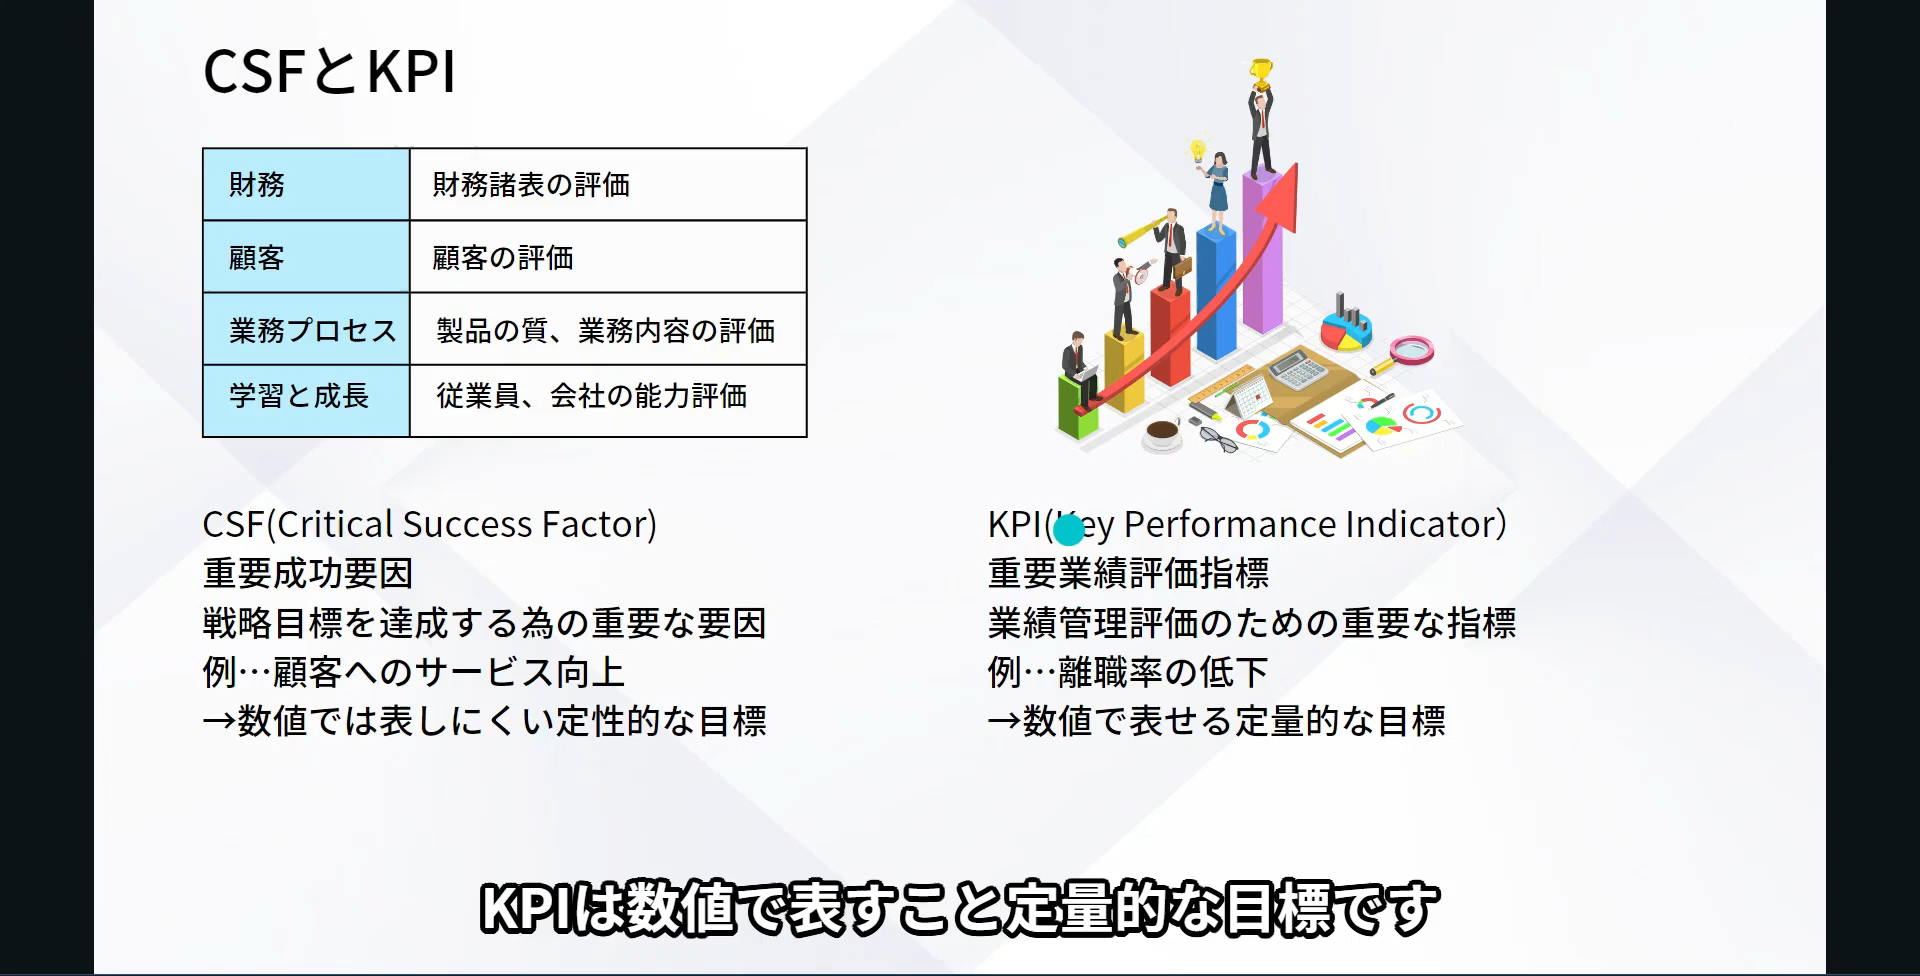 CSFとKPI
財務 財務諸表の評価
顧客 顧客の評価
業務プロセス 製品の質、業務内容の評価
学習と成長 従業員、会社の能力評価
CSF(Critical Success Factor)
重要成功要因
戦略目標を達成する為の重要な要因
例…顧客へのサービス向上
→数値では表しにくい定性的な目標
KPI(Key Performance Indicator）
重要業績評価指標
業績管理評価のための重要な指標
例…離職率の低下
→数値で表せる定量的な目標
KPIは数値で表すこと定量的な目標です